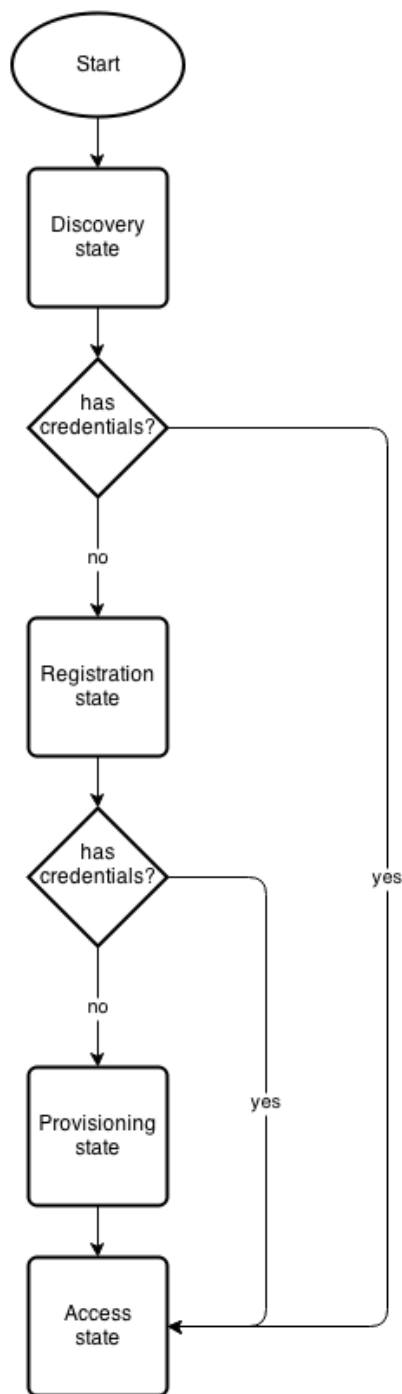 Start
Discovery
state
has
credentials?
no
Registration
state
has
credentials?
yes
no
Provisioning
state
yes
Access
state